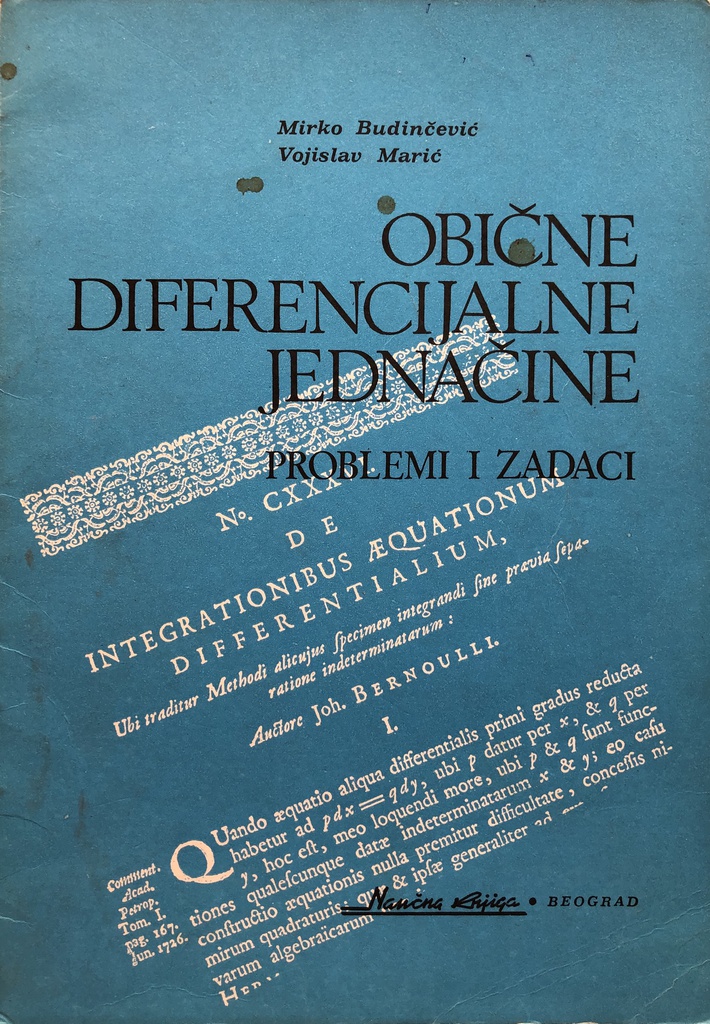 Mirko Budinčević
Vojislav Marić
OBIČNE
DIFERENCIJALNE
JEDNAČINE
PROBLEMI I ZADACI
No. CXXX
D E
INTEGRATIONIBUS ÆQUATIONUM
DIFFERENTIALIUM,
Ubi traditur Methodi alicujus ſpecimen integrandi ſine prævia ſepa-
ratione indeterminatarum:
Auctore Joh. BERNOULLI.
I.
QUando æquatio aliqua differentialis primi gradus reducta
habetur ad pdx=qdy, ubi p datur per x, & q per
y, hoc eſt, meo loquendi more, ubi p & q ſunt func-
tiones qualeſcunque datæ indeterminatarum x & y; eo caſu
conſtructio æquationis nulla premitur difficultate, conceſſis ni-
mirum quadraturis & ipſæ generaliter ad
varum algebraicarum
Comment.
Acad.
Petrop.
Tom. I.
pag. 167.
Jun. 1726.
Naučna knjiga • BEOGRAD